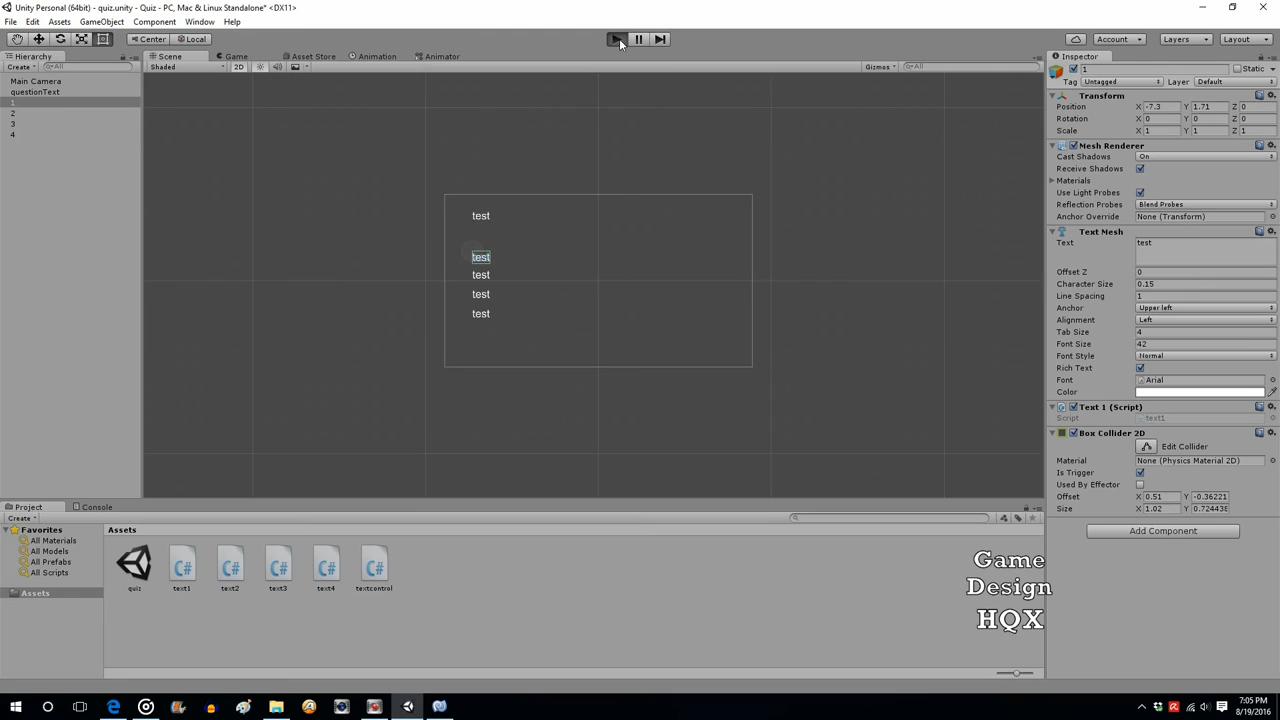 Unity Personal (64bit) - quiz.unity - Quiz - PC, Mac & Linux Standalone* <DX11>
File Edit Assets GameObject Component Window Help
Center Local Account Layers Layout
Hierarchy Scene Game Asset Store Animation Animator Inspector
Create All Shaded 2D Gizmos All 1 Static
Main Camera
questionText
1
2
3
4
Tag Untagged Layer Default
Transform
Position X -7.3 Y 1.71 Z 0
Rotation X 0 Y 0 Z 0
Scale X 1 Y 1 Z 1
Mesh Renderer
Cast Shadows On
Receive Shadows
Materials
Use Light Probes
Reflection Probes Blend Probes
Anchor Override None (Transform)
test
test
test
test
test
Text Mesh
Text test
Offset Z 0
Character Size 0.15
Line Spacing 1
Anchor Upper left
Alignment Left
Tab Size 4
Font Size 42
Font Style Normal
Rich Text
Font Arial
Color
Text 1 (Script)
Script text1
Box Collider 2D
Edit Collider
Material None (Physics Material 2D)
Is Trigger
Used By Effector
Offset X 0.51 Y -0.36221
Size X 1.02 Y 0.724438
Add Component
Project Console
Create
Favorites
All Materials
All Models
All Prefabs
All Scripts
Assets
Assets
quiz text1 text2 text3 text4 textcontrol
Game
Design
HQX
7:05 PM
8/19/2016